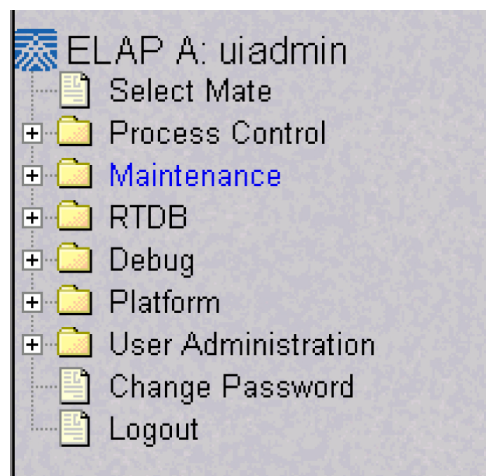 ELAP A: uiadmin
Select Mate
Process Control
Maintenance
RTDB
Debug
Platform
User Administration
Change Password
Logout